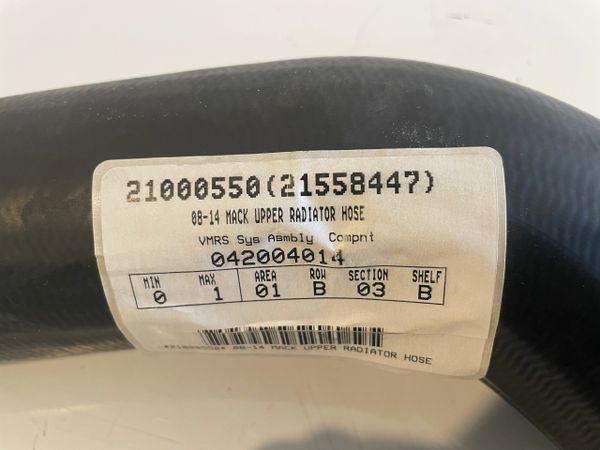 21000550(21558447)
08-14 MACK UPPER RADIATOR HOSE
VMRS Sys Asmbly Compnt
042004014
MIN MAX AREA ROW SECTION SHELF
0 1 01 B 03 B
08-14 MACK UPPER RADIATOR HOSE